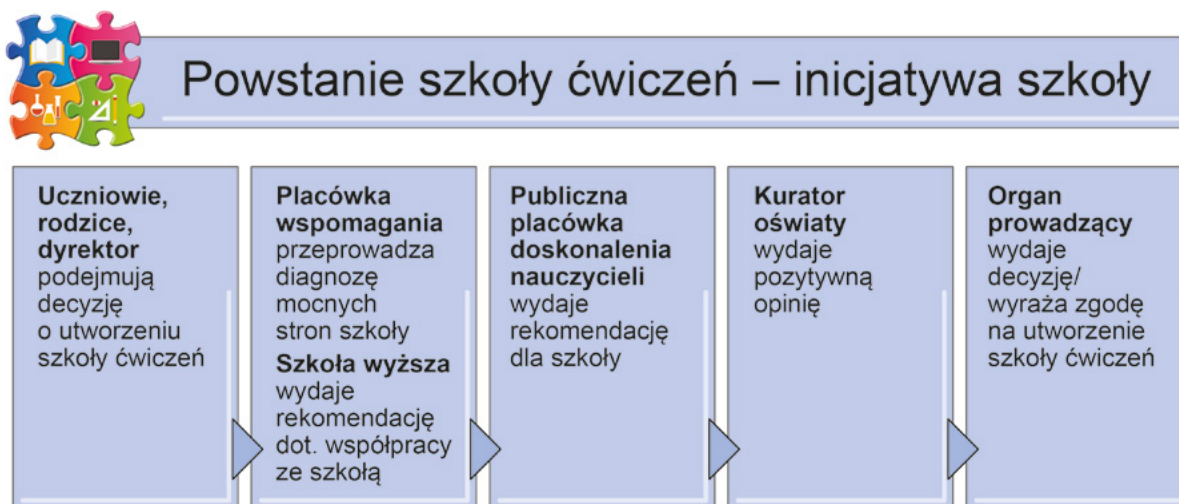 Powstanie szkoły ćwiczeń – inicjatywa szkoły
Uczniowie,
rodzice,
dyrektor
podejmują
decyzję
o utworzeniu
szkoły ćwiczeń
Placówka
wspomagania
przeprowadza
diagnozę
mocnych
stron szkoły
Szkoła wyższa
wydaje
rekomendację
dot. współpracy
ze szkołą
Publiczna
placówka
doskonalenia
nauczycieli
wydaje
rekomendację
dla szkoły
Kurator
oświaty
wydaje
pozytywną
opinię
Organ
prowadzący
wydaje
decyzję/
wyraża zgodę
na utworzenie
szkoły ćwiczeń